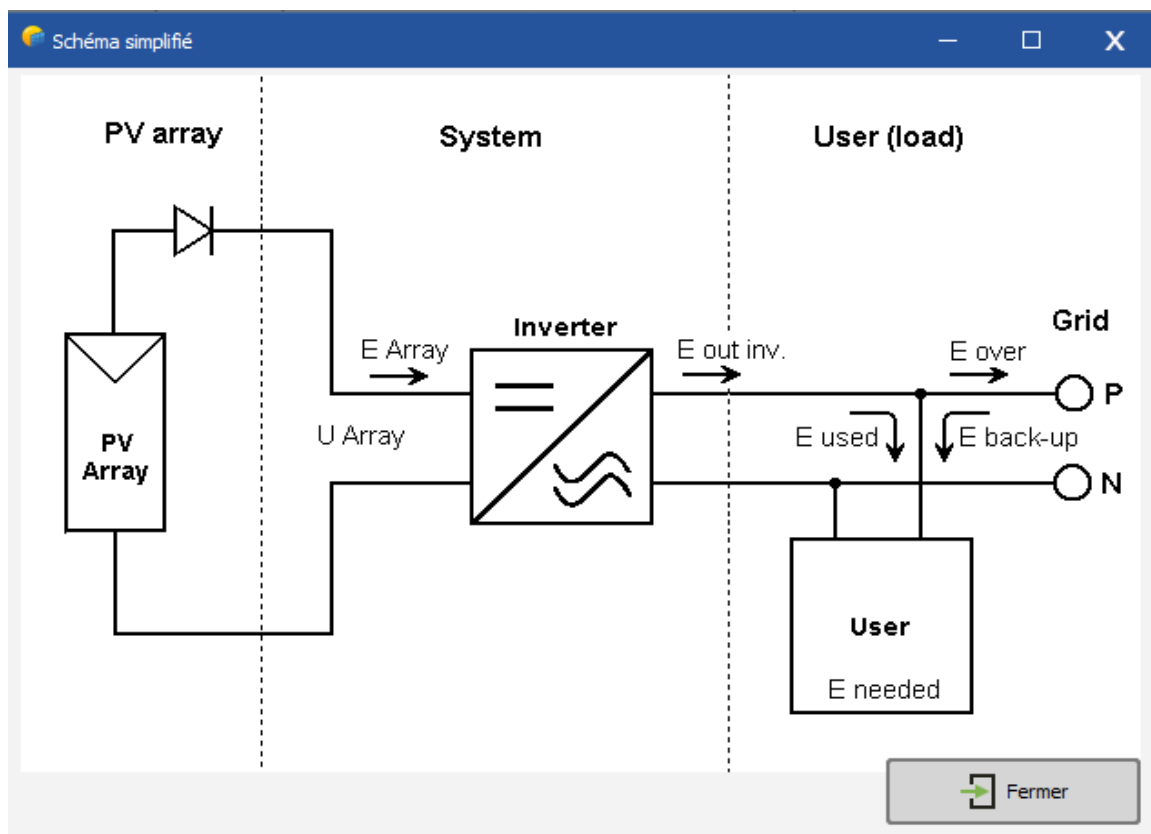 Schéma simplifié
PV array
System
User (load)
Inverter
Grid
E Array
E out inv.
E over
P
U Array
E used
E back-up
PV
Array
N
User
E needed
Fermer